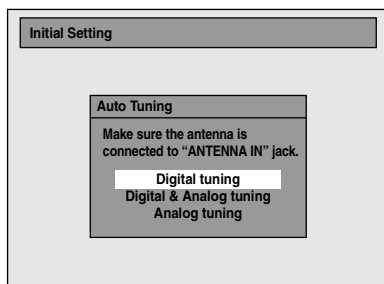 Initial Setting
Auto Tuning
Make sure the antenna is
connected to “ANTENNA IN” jack.
Digital tuning
Digital & Analog tuning
Analog tuning